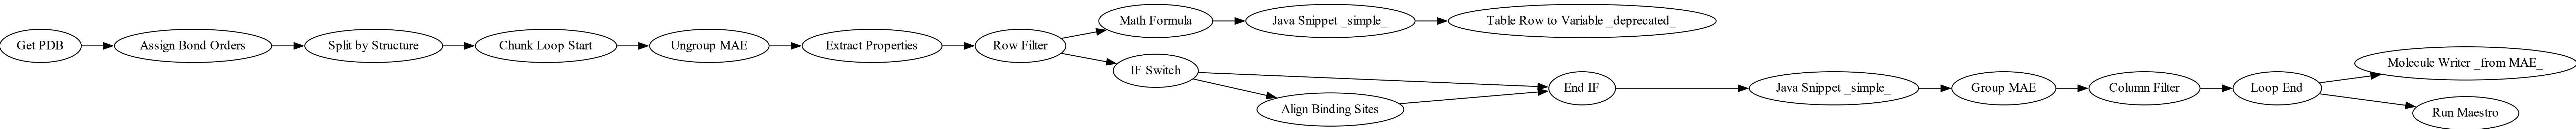 Get PDB
Assign Bond Orders
Split by Structure
Chunk Loop Start
Ungroup MAE
Extract Properties
Row Filter
Math Formula
Java Snippet _simple_
Table Row to Variable _deprecated_
IF Switch
Align Binding Sites
End IF
Java Snippet _simple_
Group MAE
Column Filter
Loop End
Molecule Writer _from MAE_
Run Maestro